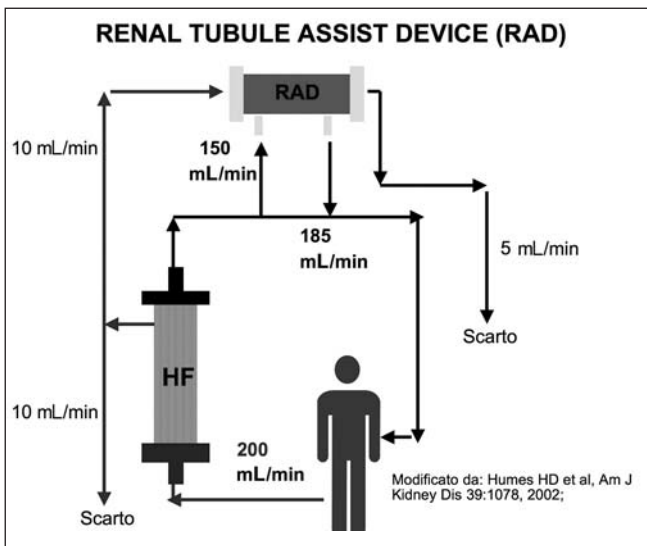 RENAL TUBULE ASSIST DEVICE (RAD)
RAD
10 mL/min
150
mL/min
185
mL/min
5 mL/min
Scarto
HF
10 mL/min
200
mL/min
Modificato da: Humes HD et al, Am J
Kidney Dis 39:1078, 2002;
Scarto